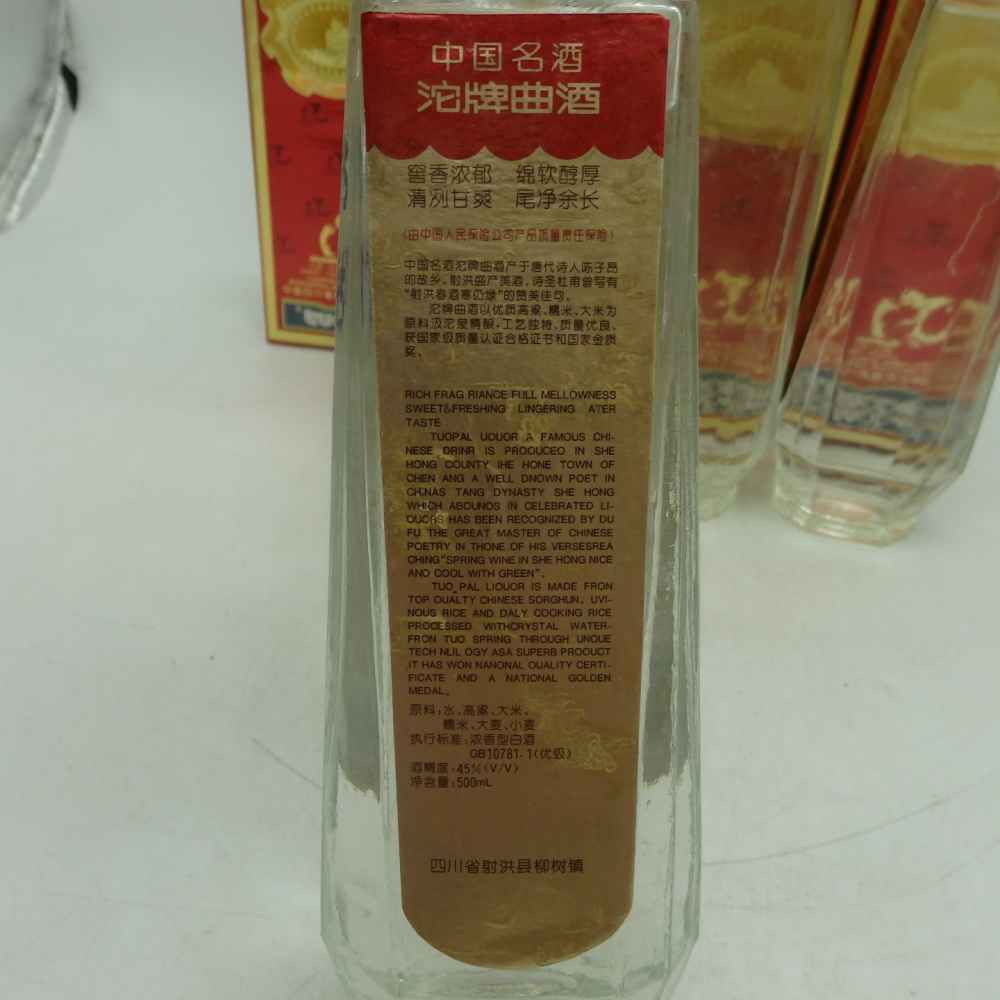 中国名酒
沱牌曲酒
窖香浓郁 绵软醇厚
清冽甘爽 尾净余长
(由中国人民保险公司产品质量责任保险)
中国名酒沱牌曲酒产于唐代诗人陈子昂
的故乡。射洪盛产美酒,诗圣杜甫曾写有
“射洪春酒寒仍绿”的赞美佳句。
沱牌曲酒以优质高粱、糯米、大米为
原料汲沱泉精酿,工艺独特,质量优良。
获国家级质量认证合格证书和国家金质
奖。
RICH FRAG RIANCE FULL MELLOWNESS
SWEET&FRESHING LINGERING ATER
TASTE
TUOPAL UOUOR A FAMOUS CHI-
NESE DRINR IS PRODUCEO IN SHE
HONG COUNTY IHE HONE TOWN OF
CHEN ANG A WELL DNOWN POET IN
CHINAS TANG DYNASTY SHE HONG
WHICH ABOUNOS IN CELEBRATED LI-
OUORS HAS BEEN RECOGNIZED BY DU
FU THE GREAT MASTER OF CHINESE
POETRY IN THONE OF HIS VERSESREA
CHING"SPRING WINE IN SHE HONG NICE
AND COOL WITH GREEN".
TUO PAL LIOUOR IS MADE FRON
TOP OUALTY CHINESE SORGHUN, UVI-
NOUS RICE AND DALY COOKING RICE
PROCESSED WITHCRYSTAL WATER-
FRON TUO SPRING THROUGH UNOUE
TECH NLIL OGY ASA SUPERB PRODUCT
IT HAS WON NANONAL OUALITY CERTI-
FICATE AND A NATIONAL GOLDEN
MEDAL.
原料:水、高粱、大米、
糯米、大麦、小麦
执行标准:浓香型白酒
GB10781.1(优级)
酒精度:45%(V/V)
净含量:500mL
四川省射洪县柳树镇